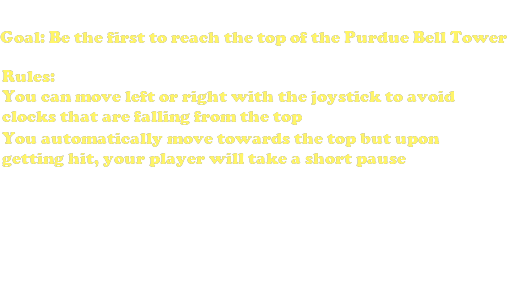 Goal: Be the first to reach the top of the Purdue Bell Tower
Rules:
You can move left or right with the joystick to avoid
clocks that are falling from the top
You automatically move towards the top but upon
getting hit, your player will take a short pause